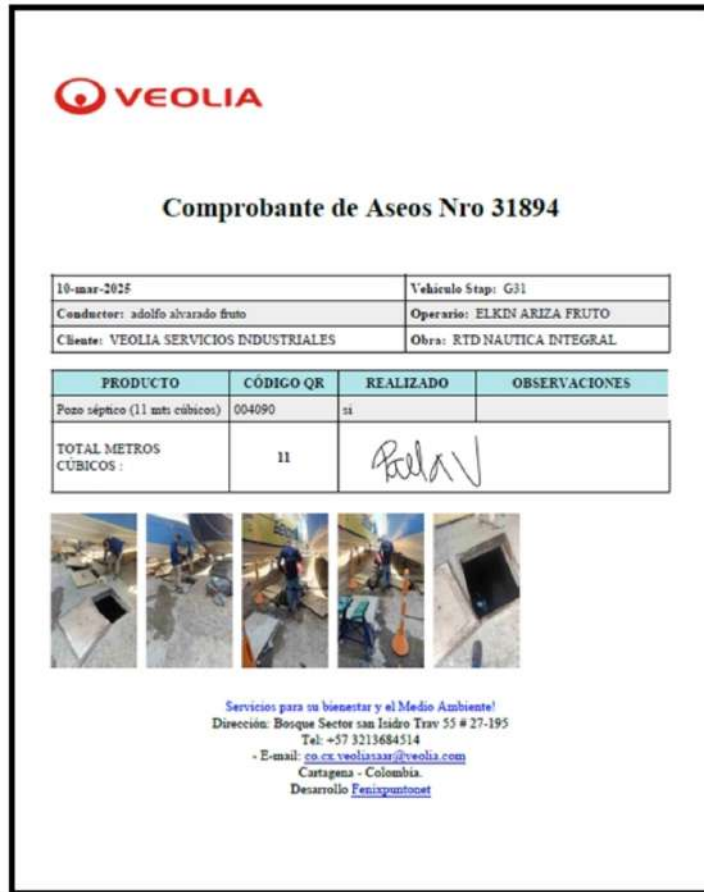 VEOLIA
Comprobante de Aseos Nro 31894
10-mar-2025 Vehiculo Stap: G31
Conductor: adolfo alvarado fruto Operario: ELKIN ARIZA FRUTO
Cliente: VEOLIA SERVICIOS INDUSTRIALES Obra: RTD NAUTICA INTEGRAL
PRODUCTO CÓDIGO QR REALIZADO OBSERVACIONES
Pozo séptico (11 mts cúbicos) 004090 si
TOTAL METROS
CÚBICOS : 11
Servicios para su bienestar y el Medio Ambiente!
Dirección: Bosque Sector san Isidro Trav 55 # 27-195
Tel: +57 3213684514
- E-mail: co.cx.veoliasaar@veolia.com
Cartagena - Colombia.
Desarrollo Fenixpuntonet